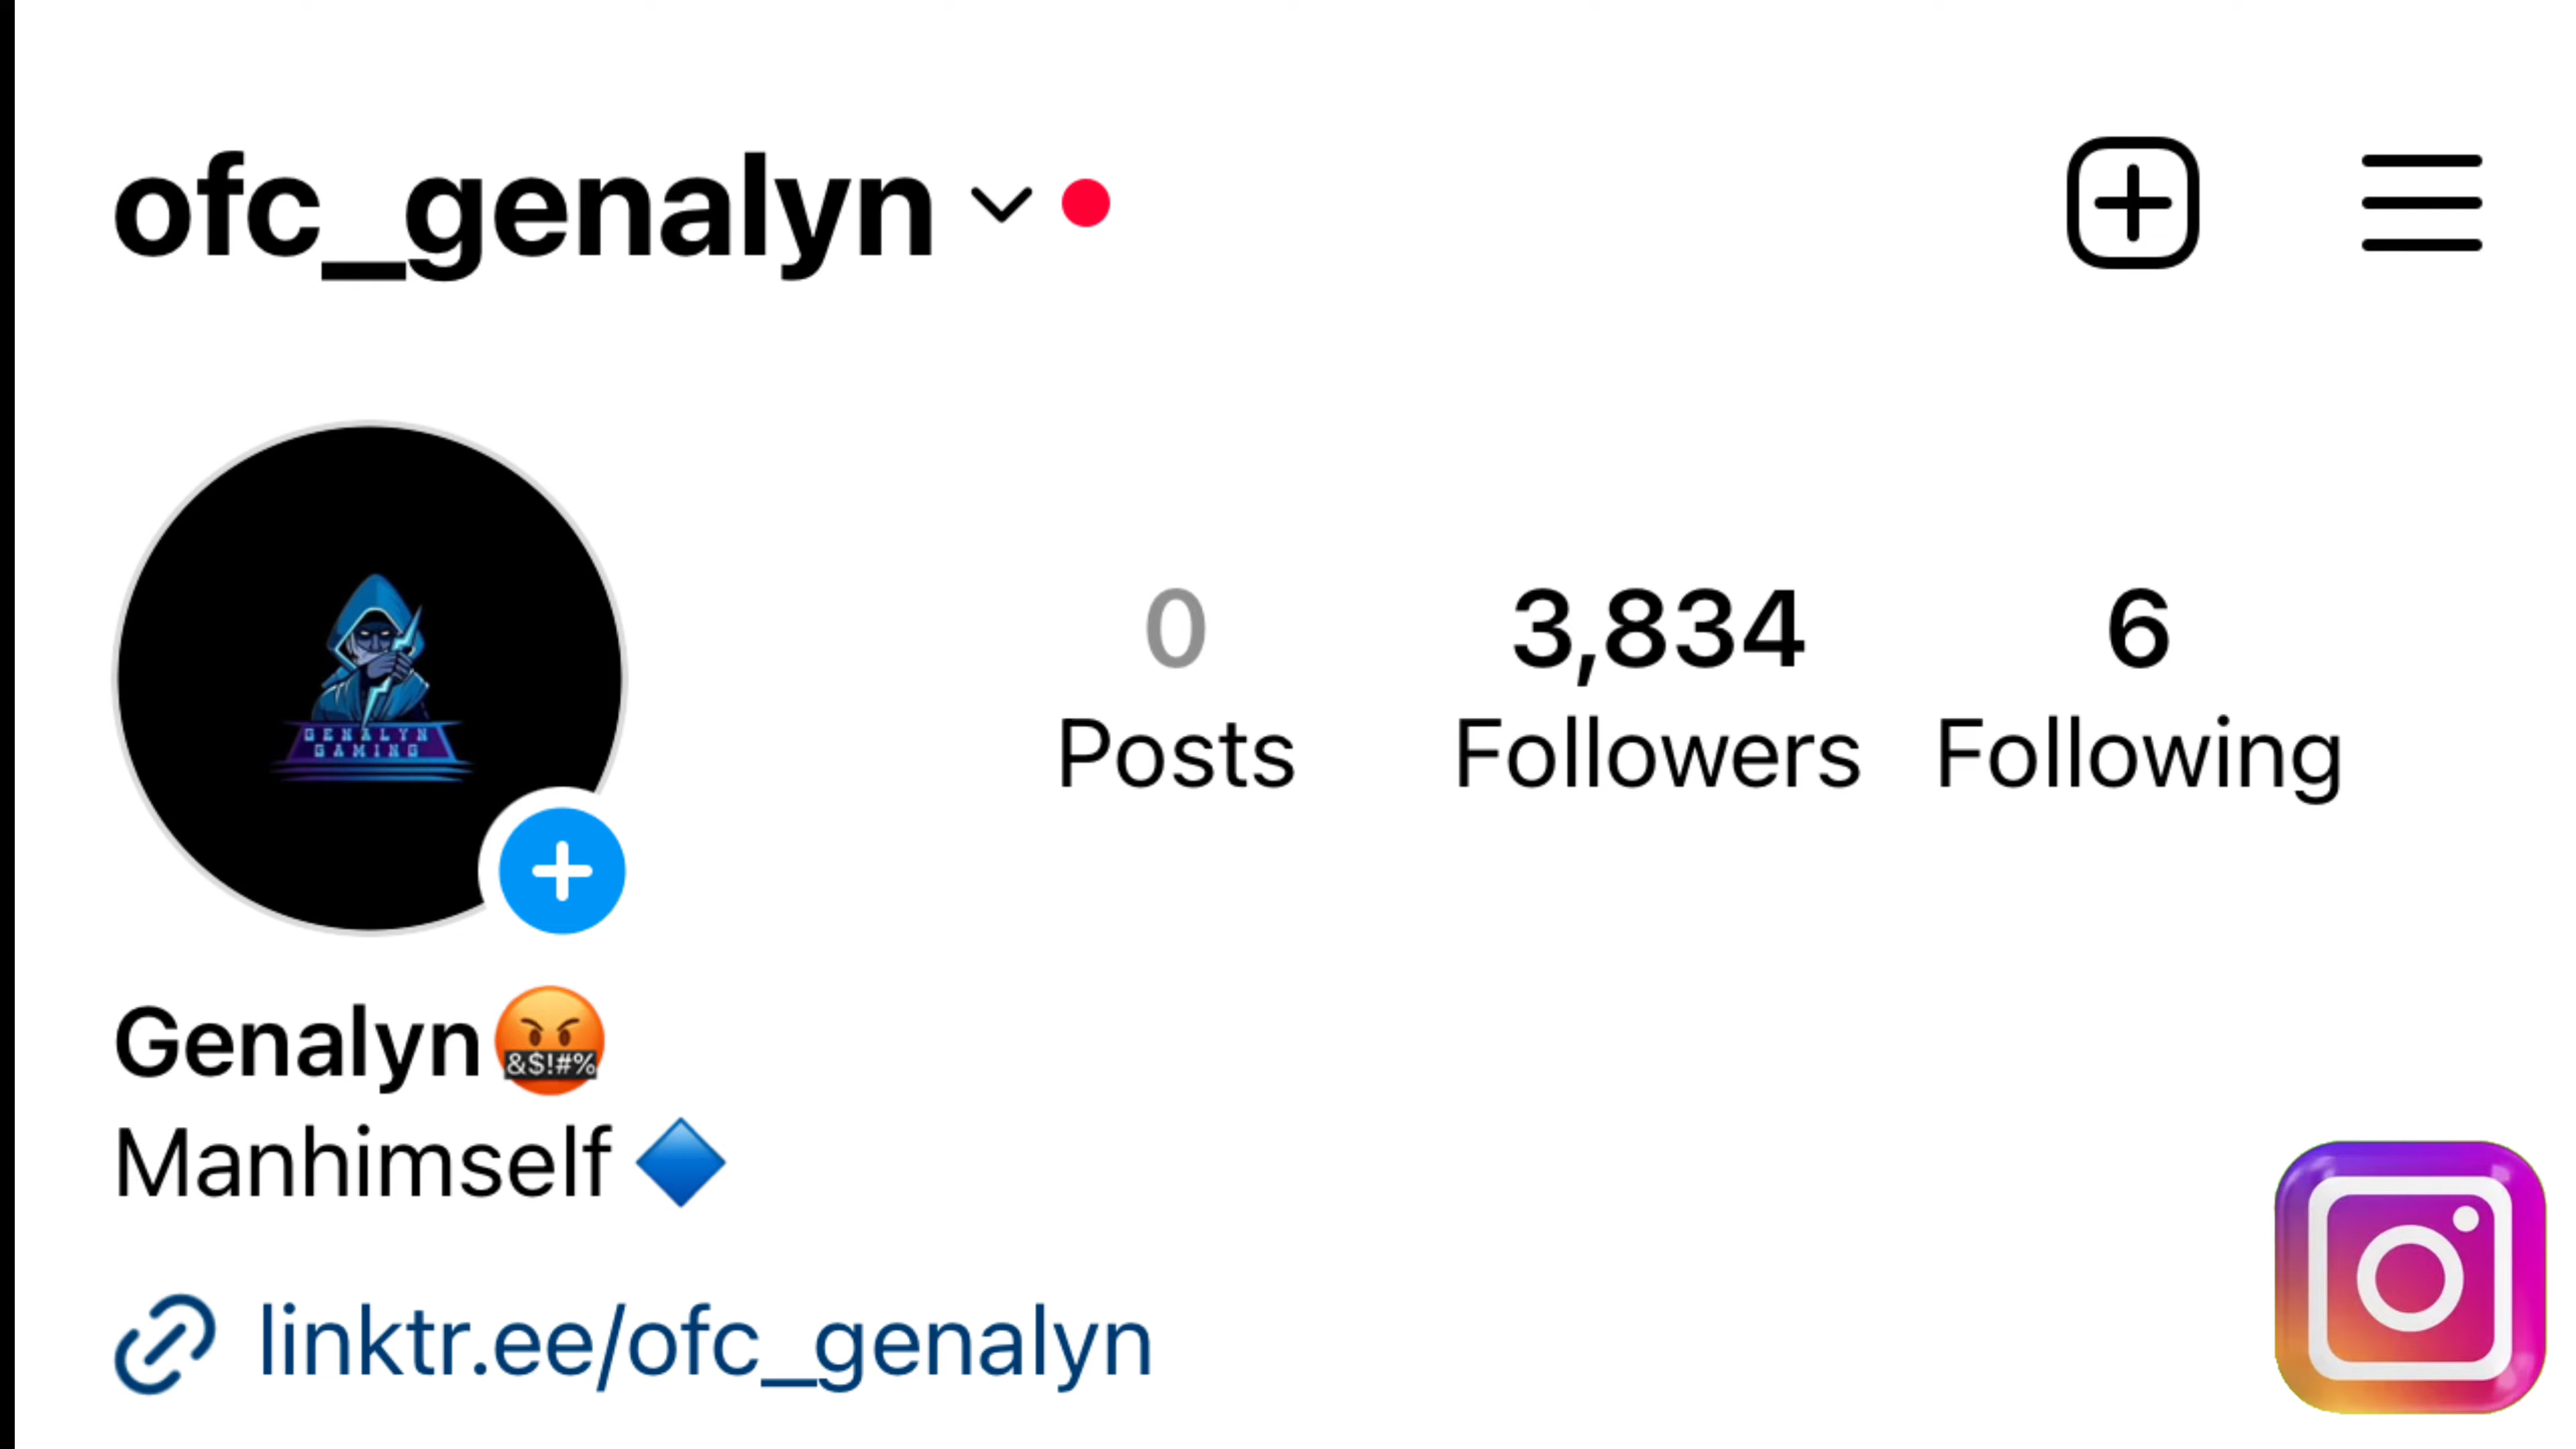 ofc_genalyn
0 3,834 6
Posts Followers Following
GENALYN
GAMING
Genalyn🤬
Manhimself 🔷
linktr.ee/ofc_genalyn